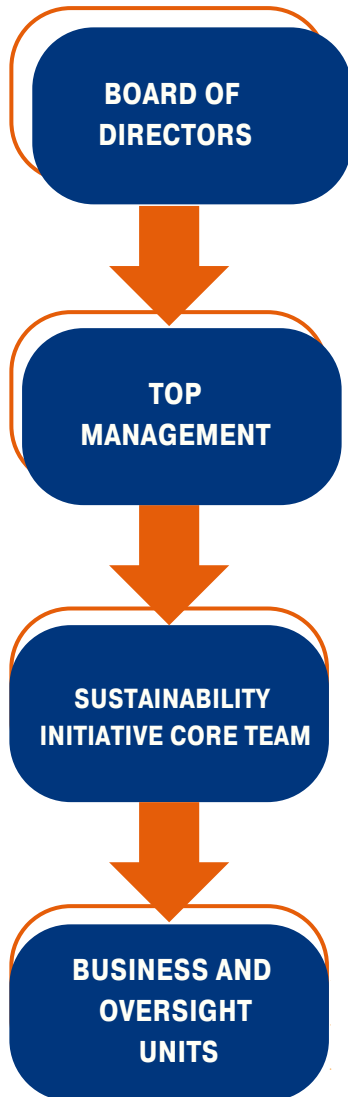 BOARD OF
DIRECTORS
TOP
MANAGEMENT
SUSTAINABILITY
INITIATIVE CORE TEAM
BUSINESS AND
OVERSIGHT
UNITS